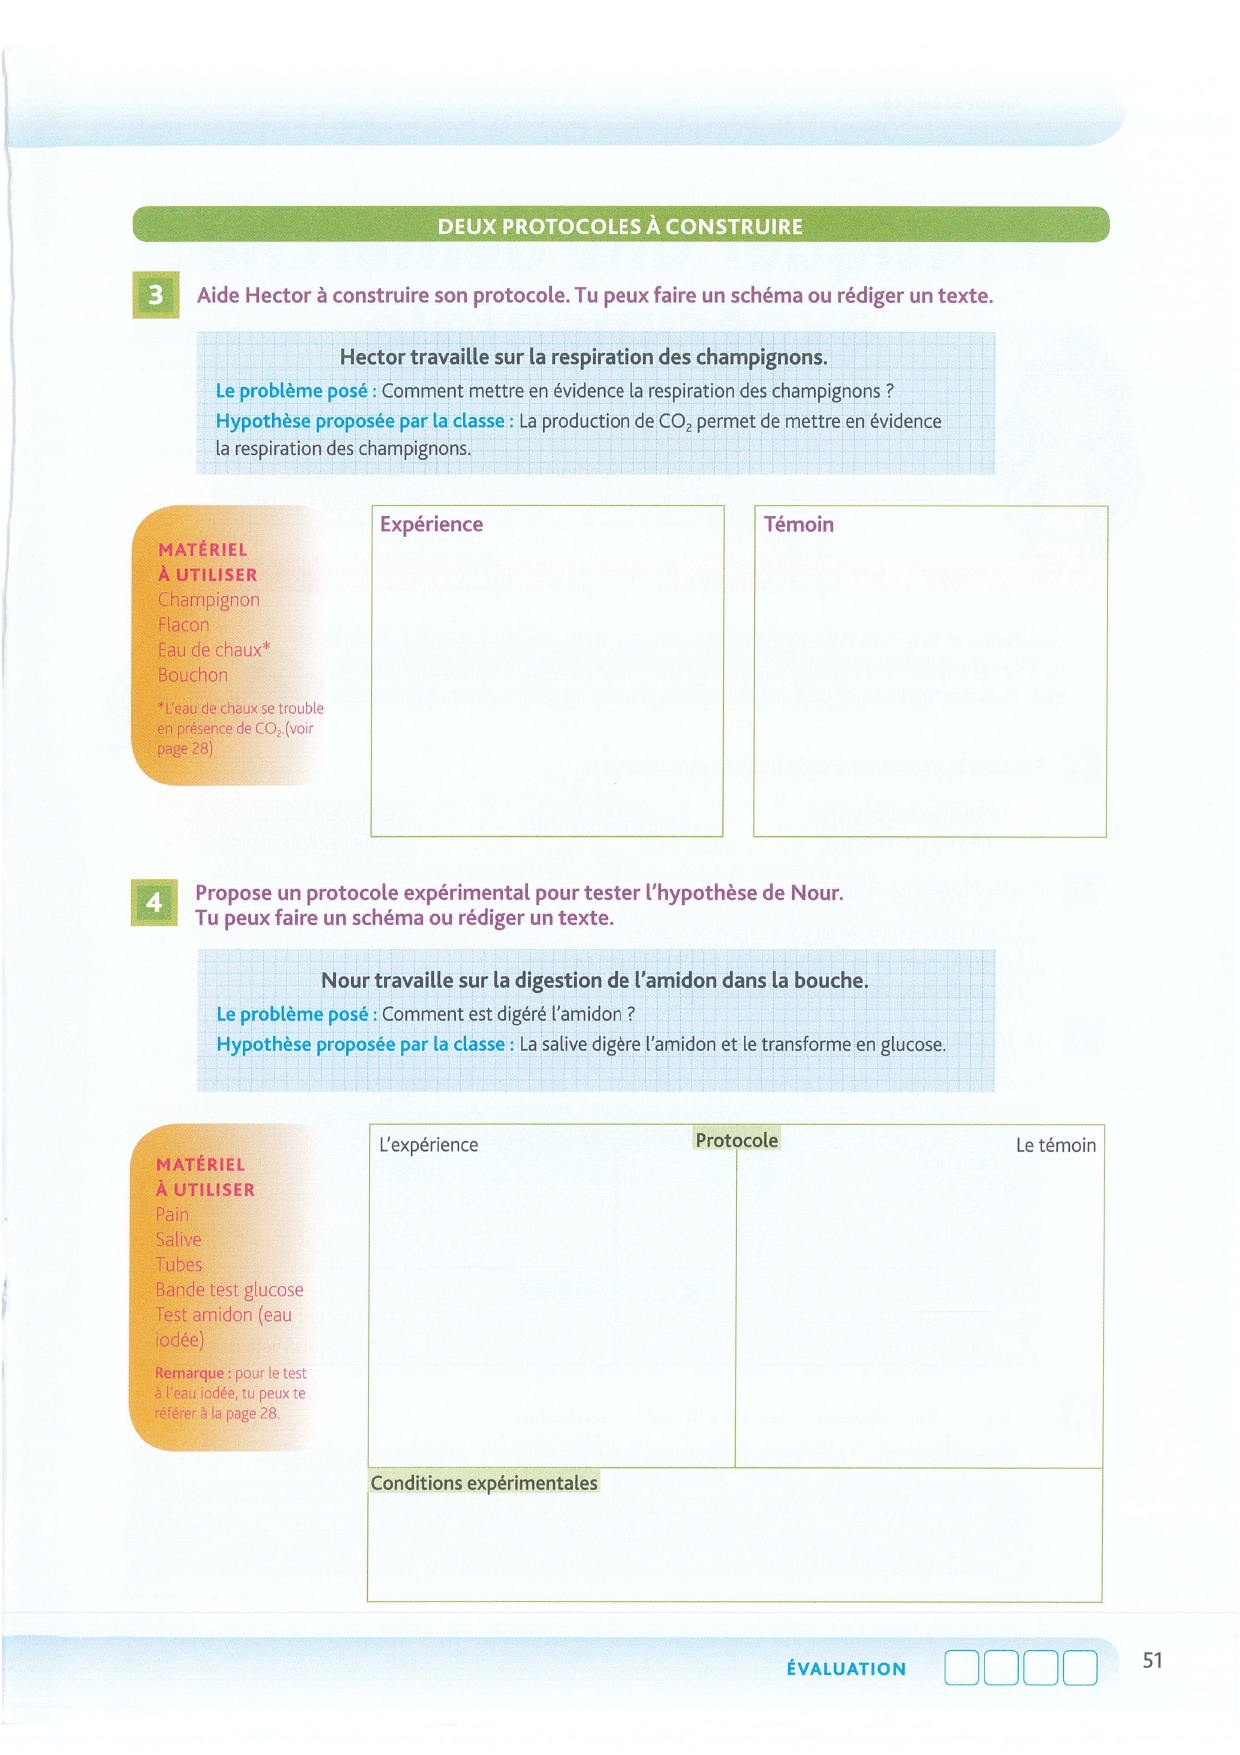 DEUX PROTOCOLES À CONSTRUIRE
3
Aide Hector à construire son protocole. Tu peux faire un schéma ou rédiger un texte.
Hector travaille sur la respiration des champignons.
Le problème posé : Comment mettre en évidence la respiration des champignons ?
Hypothèse proposée par la classe : La production de CO₂ permet de mettre en évidence
la respiration des champignons.
MATÉRIEL
À UTILISER
Champignon
Flacon
Eau de chaux*
Bouchon
*L'eau de chaux se trouble
en présence de CO₂.(voir
page 28)
Expérience
Témoin
4
Propose un protocole expérimental pour tester l'hypothèse de Nour.
Tu peux faire un schéma ou rédiger un texte.
Nour travaille sur la digestion de l'amidon dans la bouche.
Le problème posé : Comment est digéré l'amidon ?
Hypothèse proposée par la classe : La salive digère l'amidon et le transforme en glucose.
MATÉRIEL
À UTILISER
Pain
Salive
Tubes
Bande test glucose
Test amidon (eau
iodée)
Remarque : pour le test
à l'eau iodée, tu peux te
référer à la page 28.
L'expérience
Protocole
Le témoin
Conditions expérimentales
ÉVALUATION
51